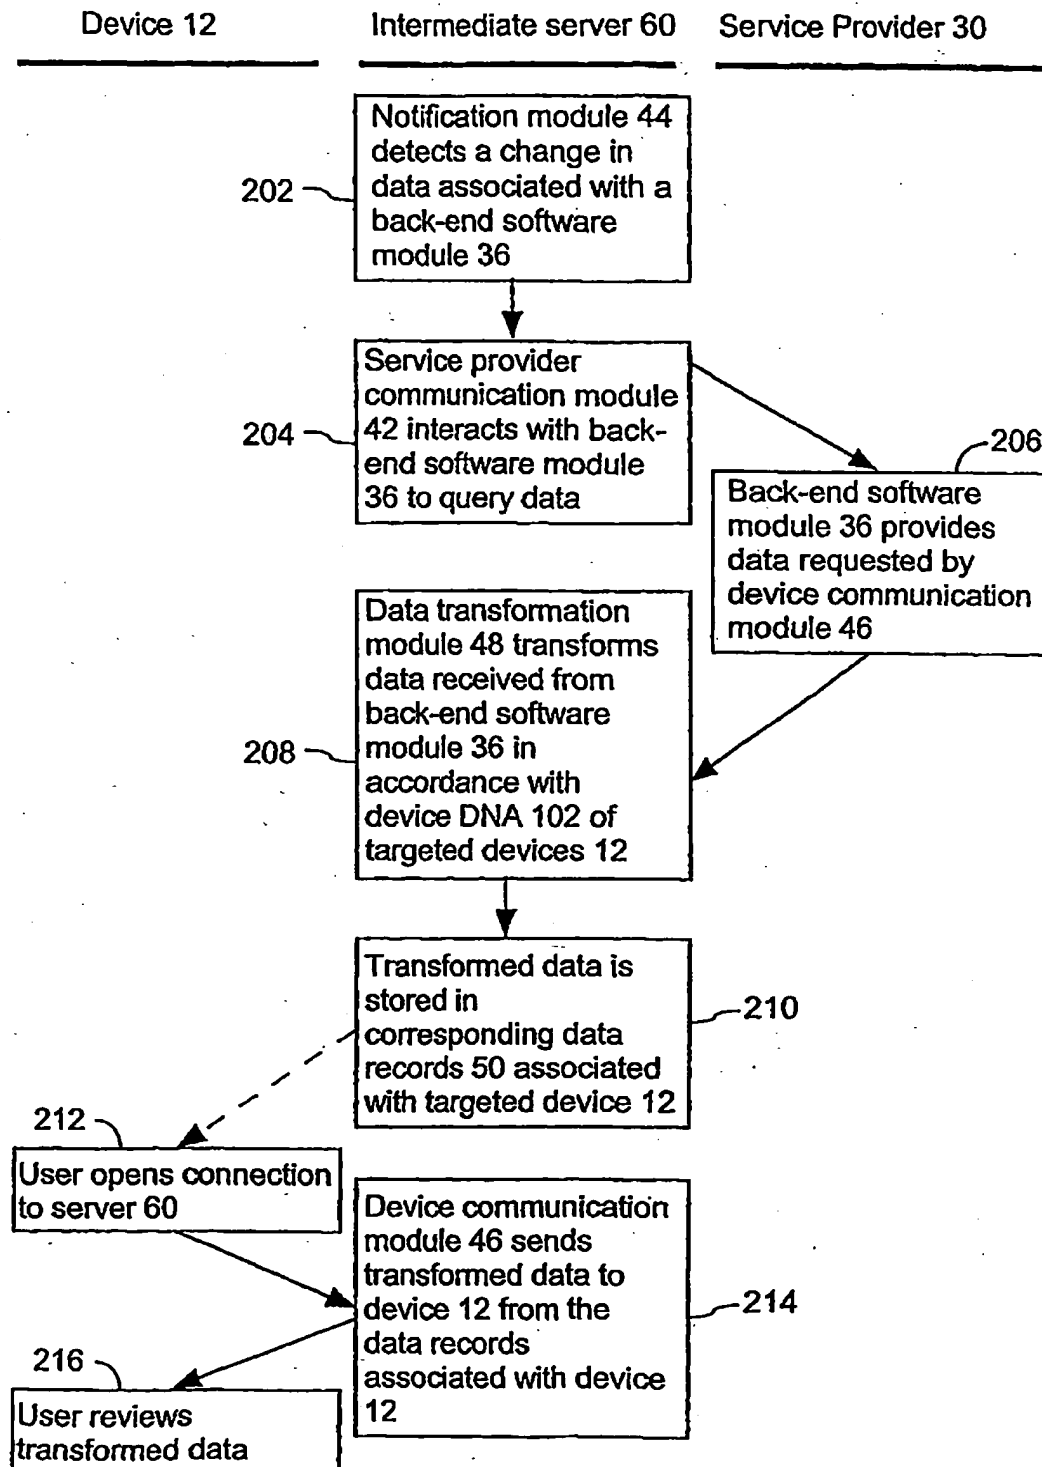 Device 12
Intermediate server 60
Service Provider 30
Notification module 44
detects a change in
data associated with a
back-end software
module 36
202
Service provider
communication module
42 interacts with back-
end software module
36 to query data
204
206
Back-end software
module 36 provides
data requested by
device communication
module 46
Data transformation
module 48 transforms
data received from
back-end software
module 36 in
accordance with
device DNA 102 of
targeted devices 12
208
Transformed data is
stored in
corresponding data
records 50 associated
with targeted device 12
210
212
User opens connection
to server 60
Device communication
module 46 sends
transformed data to
device 12 from the
data records
associated with device
12
214
216
User reviews
transformed data